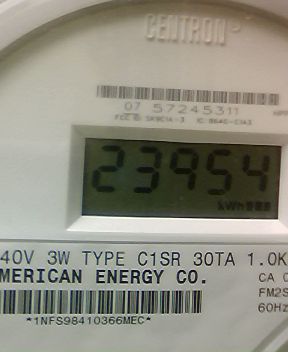 CENTRON
07 57245311
23954
kWh
40V 3W TYPE C1SR 30TA 1.0K
MERICAN ENERGY CO.
CA
FM2S
60Hz
*1NFS98410366MEC*